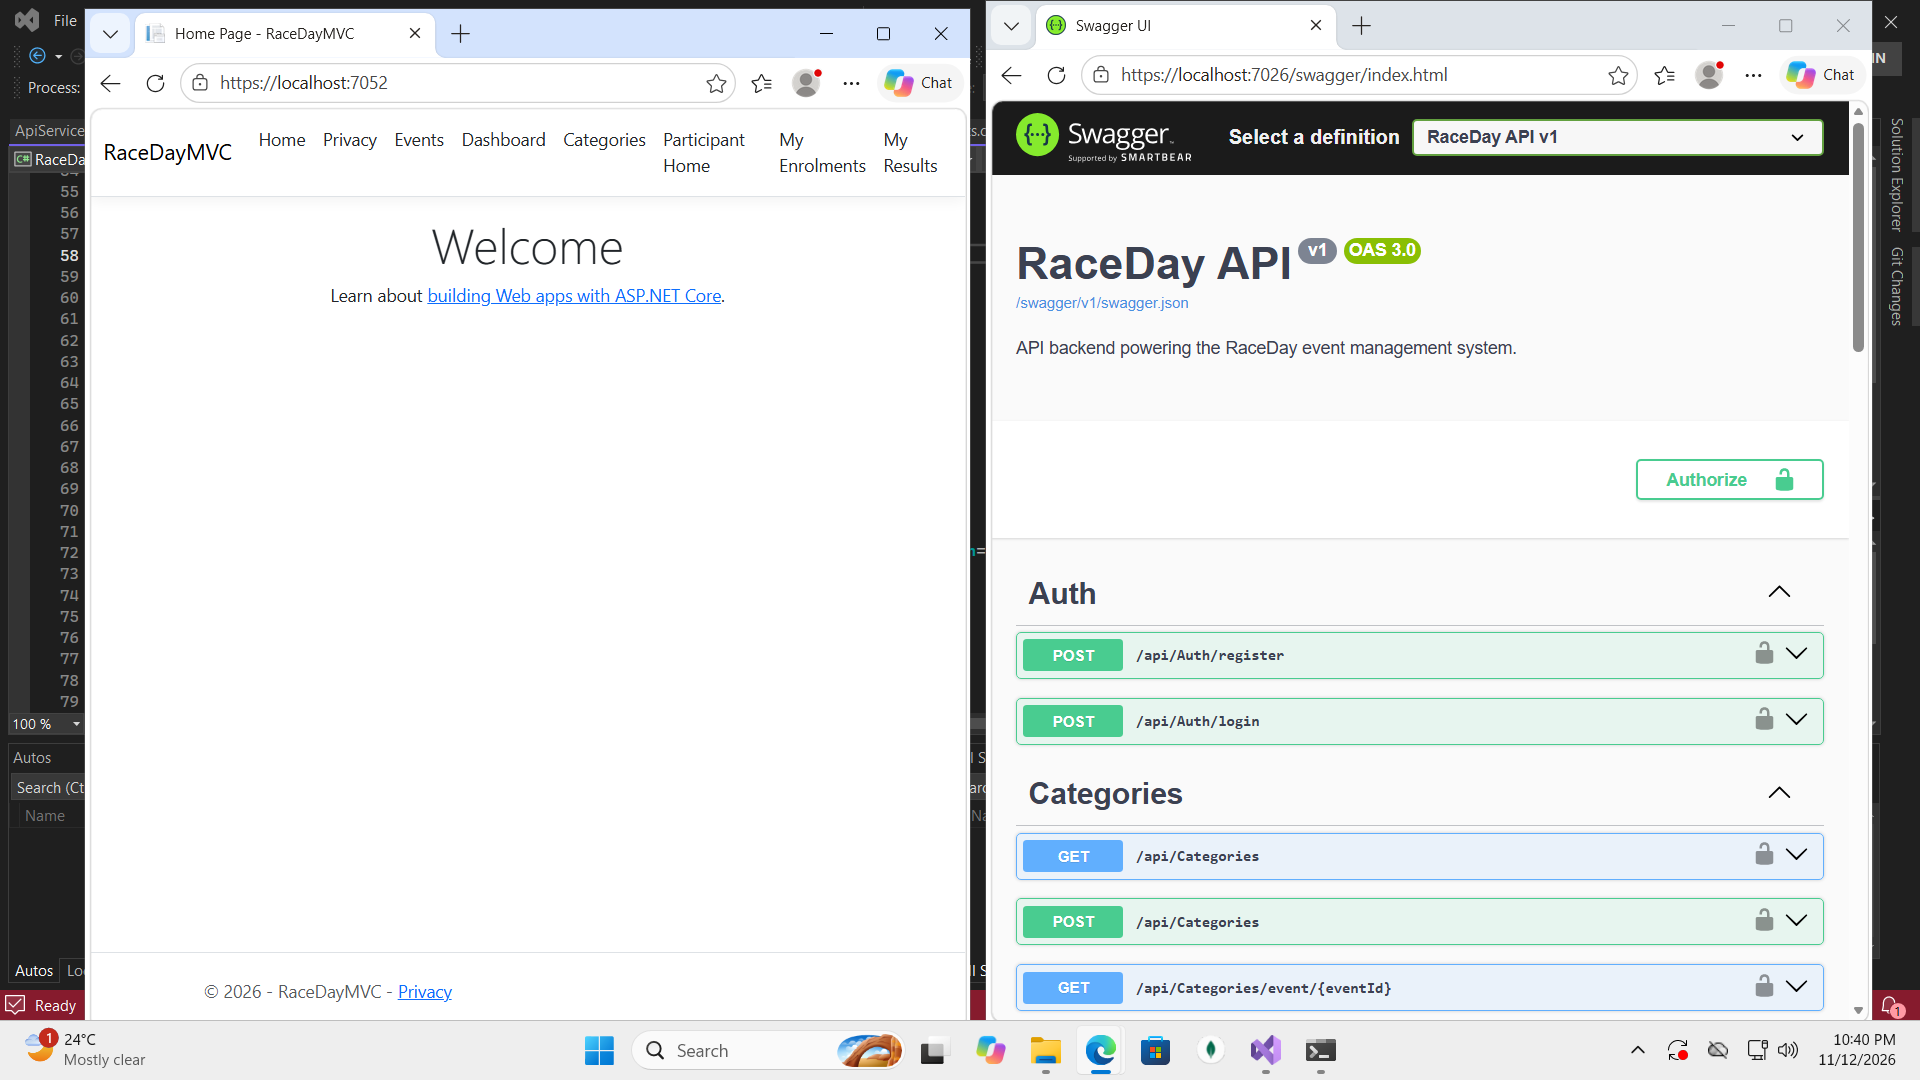 File
Process:
ApiService
RaceDa
55
56
57
58
59
60
61
62
63
64
65
66
67
68
69
70
71
72
73
74
75
76
77
78
79
100 %
Autos
Search (Ct
Name
Autos
Ready
Home Page - RaceDayMVC
https://localhost:7052
Chat
RaceDayMVC
Home
Privacy
Events
Dashboard
Categories
Participant
Home
My
Enrolments
My
Results
Welcome
Learn about building Web apps with ASP.NET Core.
© 2026 - RaceDayMVC - Privacy
Swagger UI
https://localhost:7026/swagger/index.html
Chat
Swagger
Supported by SMARTBEAR
Select a definition
RaceDay API v1
RaceDay API v1 OAS 3.0
/swagger/v1/swagger.json
API backend powering the RaceDay event management system.
Authorize
Auth
POST /api/Auth/register
POST /api/Auth/login
Categories
GET /api/Categories
POST /api/Categories
GET /api/Categories/event/{eventId}
IN
Solution Explorer
Git Changes
1
1
24°C
Mostly clear
Search
10:40 PM
11/12/2026